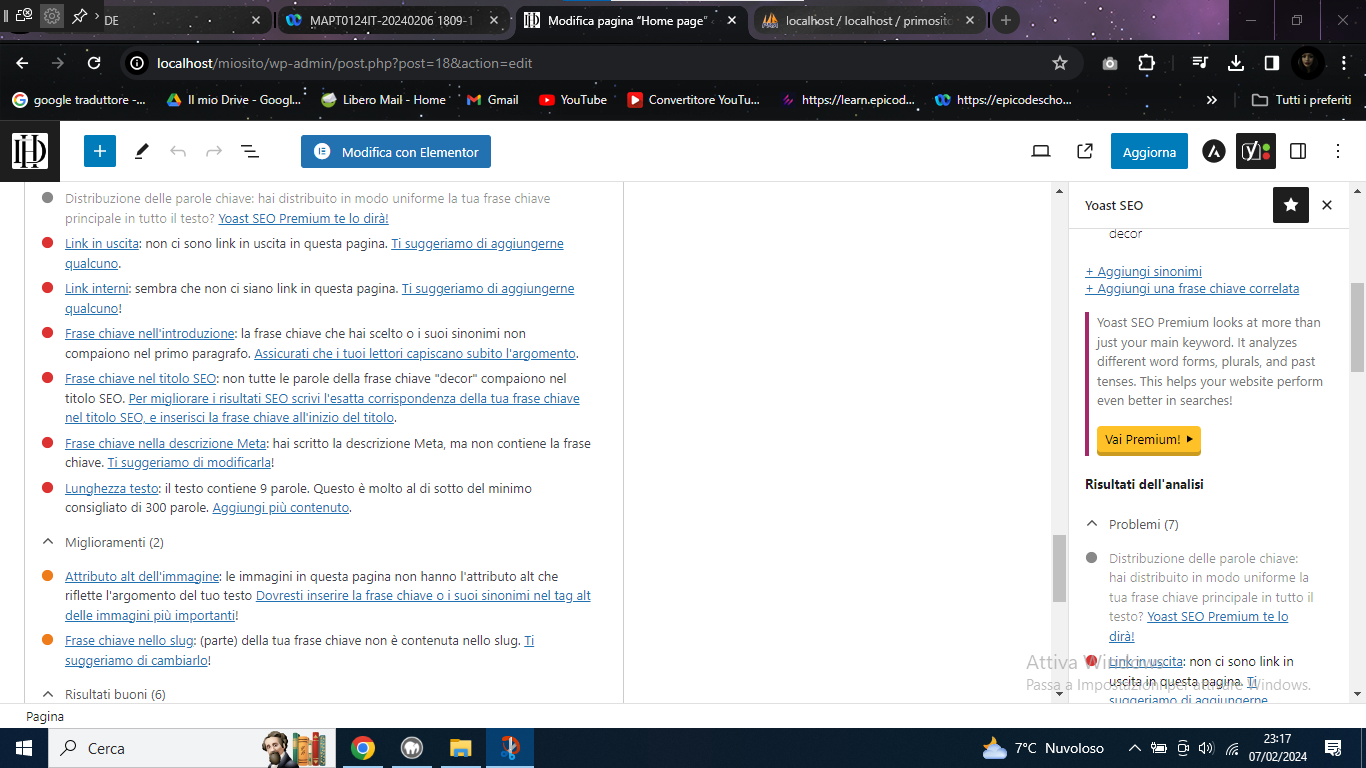 DE
MAPT0124IT-20240206 1809-1
Modifica pagina “Home page”
localhost / localhost / primosito
localhost/miosito/wp-admin/post.php?post=18&action=edit
google traduttore -...
Il mio Drive - Googl...
Libero Mail - Home
Gmail
YouTube
Convertitore YouTu...
https://learn.epicod...
https://epicodescho...
Tutti i preferiti
Modifica con Elementor
Aggiorna
Distribuzione delle parole chiave: hai distribuito in modo uniforme la tua frase chiave
principale in tutto il testo? Yoast SEO Premium te lo dirà!
Link in uscita: non ci sono link in uscita in questa pagina. Ti suggeriamo di aggiungerne
qualcuno.
Link interni: sembra che non ci siano link in questa pagina. Ti suggeriamo di aggiungerne
qualcuno!
Frase chiave nell'introduzione: la frase chiave che hai scelto o i suoi sinonimi non
compaiono nel primo paragrafo. Assicurati che i tuoi lettori capiscano subito l'argomento.
Frase chiave nel titolo SEO: non tutte le parole della frase chiave "decor" compaiono nel
titolo SEO. Per migliorare i risultati SEO scrivi l'esatta corrispondenza della tua frase chiave
nel titolo SEO, e inserisci la frase chiave all'inizio del titolo.
Frase chiave nella descrizione Meta: hai scritto la descrizione Meta, ma non contiene la frase
chiave. Ti suggeriamo di modificarla!
Lunghezza testo: il testo contiene 9 parole. Questo è molto al di sotto del minimo
consigliato di 300 parole. Aggiungi più contenuto.
Miglioramenti (2)
Attributo alt dell'immagine: le immagini in questa pagina non hanno l'attributo alt che
riflette l'argomento del tuo testo Dovresti inserire la frase chiave o i suoi sinonimi nel tag alt
delle immagini più importanti!
Frase chiave nello slug: (parte) della tua frase chiave non è contenuta nello slug. Ti
suggeriamo di cambiarlo!
Risultati buoni (6)
Pagina
Yoast SEO
decor
+ Aggiungi sinonimi
+ Aggiungi una frase chiave correlata
Yoast SEO Premium looks at more than
just your main keyword. It analyzes
different word forms, plurals, and past
tenses. This helps your website perform
even better in searches!
Vai Premium!
Risultati dell'analisi
Problemi (7)
Distribuzione delle parole chiave:
hai distribuito in modo uniforme la
tua frase chiave principale in tutto il
testo? Yoast SEO Premium te lo
dirà!
Link in uscita: non ci sono link in
uscita in questa pagina. Ti
suggeriamo di aggiungerne
Attiva Windows
Passa a Impostazioni per attivare Windows.
Cerca
7°C Nuvoloso
23:17
07/02/2024